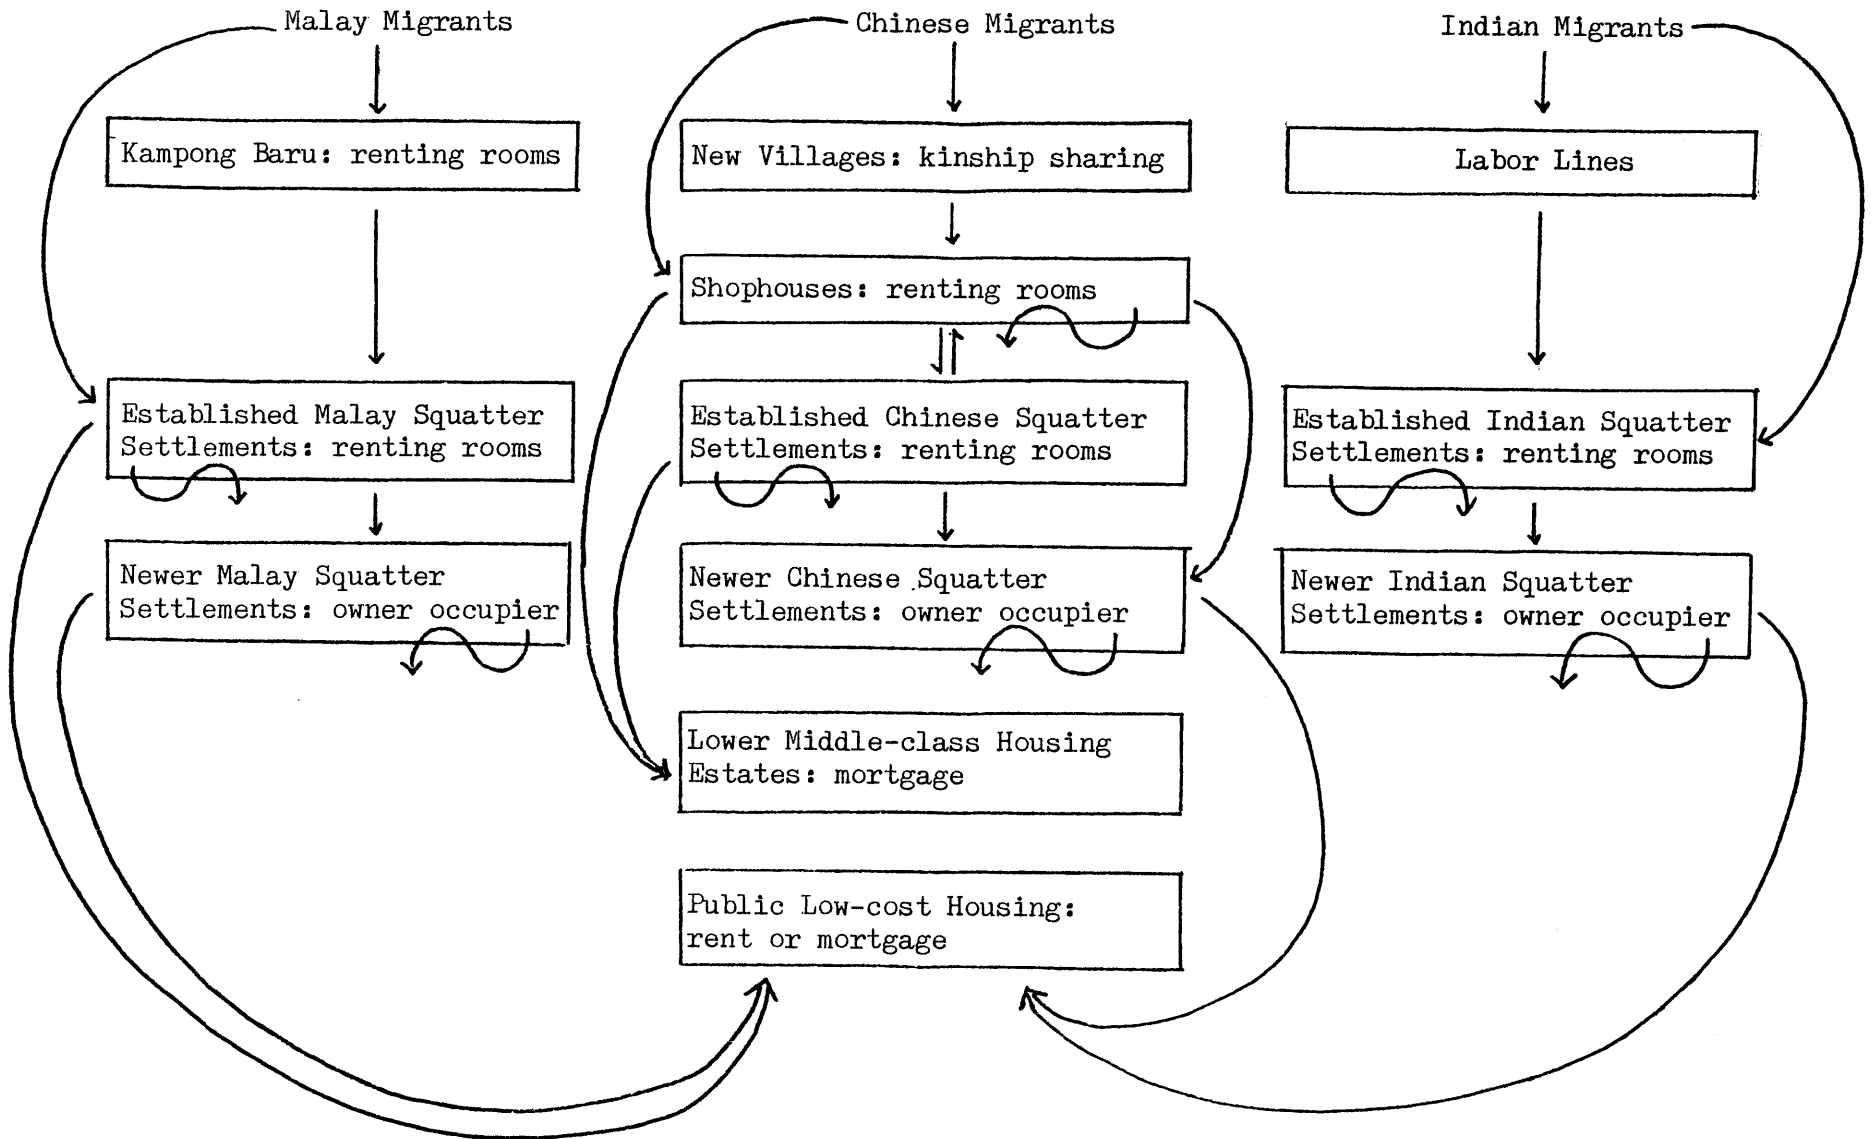 Malay Migrants
Chinese Migrants
Indian Migrants
Kampong Baru: renting rooms
New Villages: kinship sharing
Labor Lines
Shophouses: renting rooms
Established Malay Squatter
Settlements: renting rooms
Established Chinese Squatter
Settlements: renting rooms
Established Indian Squatter
Settlements: renting rooms
Newer Malay Squatter
Settlements: owner occupier
Newer Chinese Squatter
Settlements: owner occupier
Newer Indian Squatter
Settlements: owner occupier
Lower Middle-class Housing
Estates: mortgage
Public Low-cost Housing:
rent or mortgage